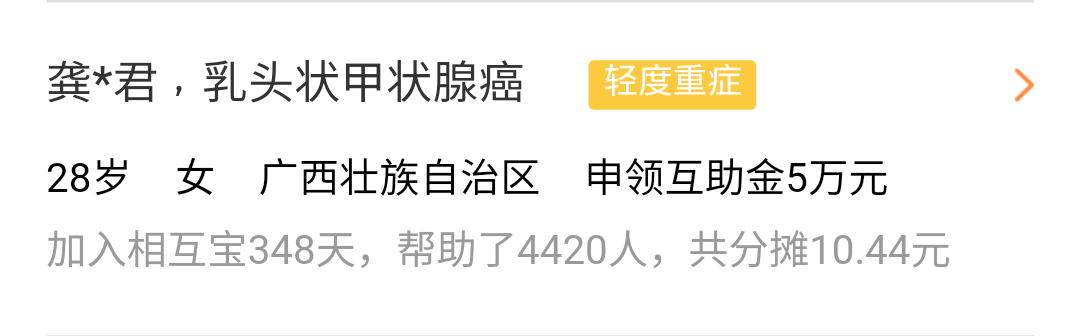 龚*君，乳头状甲状腺癌 轻度重症
28岁 女 广西壮族自治区 申领互助金5万元
加入相互宝348天，帮助了4420人，共分摊10.44元